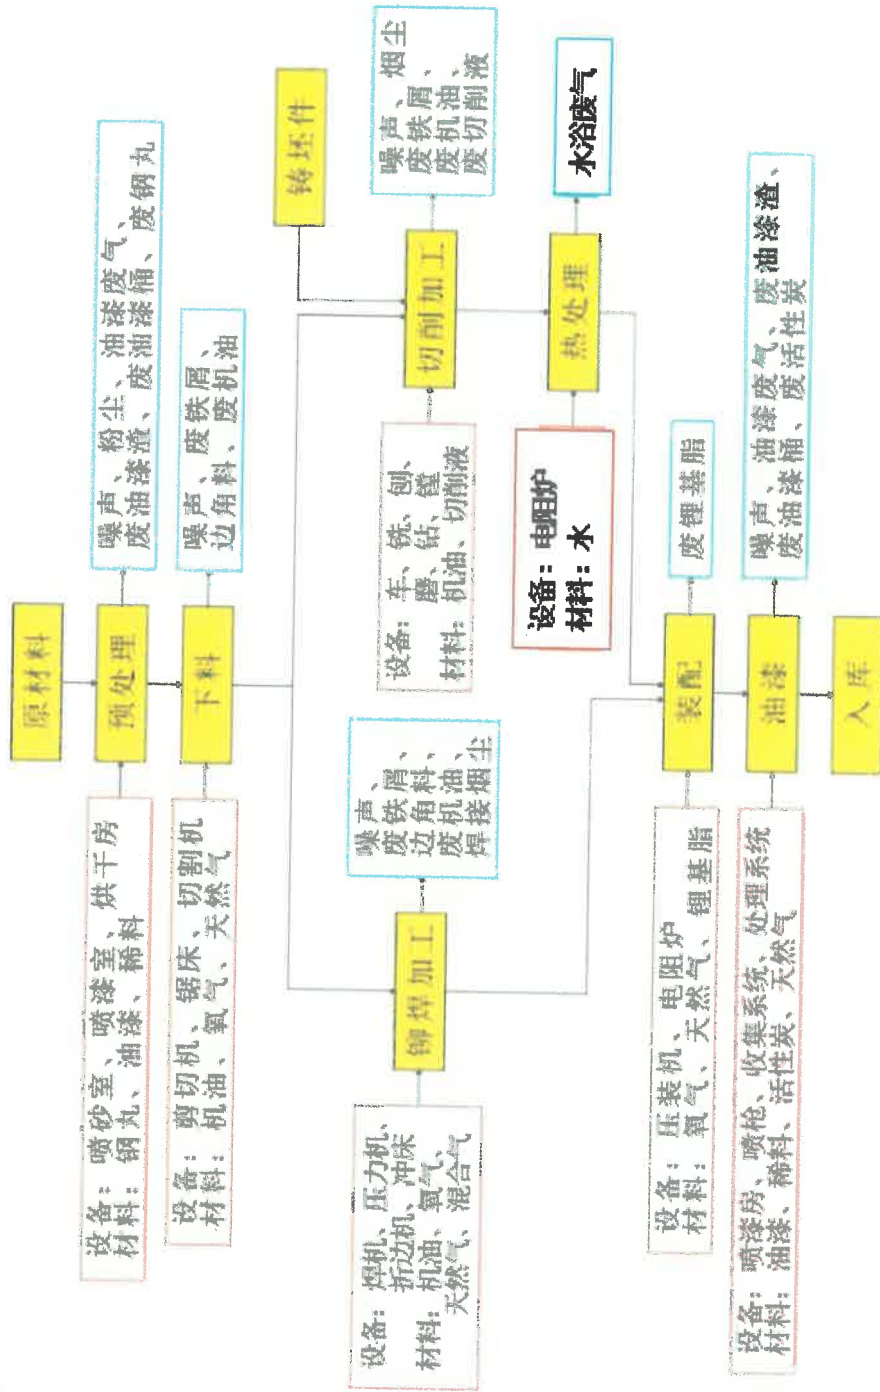 原材料
设备：喷砂室、喷漆室、烘干房
材料：钢丸、油漆、稀料
预处理
噪声、粉尘、油漆废气、
废油漆渣、废油漆桶、废钢丸
设备：剪切机、锯床、切割机
材料：机油、氧气、天然气
下料
噪声、废铁屑、
边角料、废机油
铸坯件
设备：焊机、压力机、
折边机、冲床
材料：机油、氧气、
天然气、混合气
铆焊加工
噪声、
废铁屑、
边角料、
废机油、
焊接烟尘
设备：车、铣、刨、
磨、钻、镗
材料：机油、切削液
切削加工
噪声、烟尘
废铁屑、
废机油、
废切削液
设备：电阻炉
材料：水
热处理
水浴废气
设备：压装机、电阻炉
材料：氧气、天然气、锂基脂
装配
废锂基脂
设备：喷漆房、喷枪、收集系统、处理系统
材料：油漆、稀料、活性炭、天然气
油漆
噪声、油漆废气、废油漆渣、
废油漆桶、废活性炭
入库